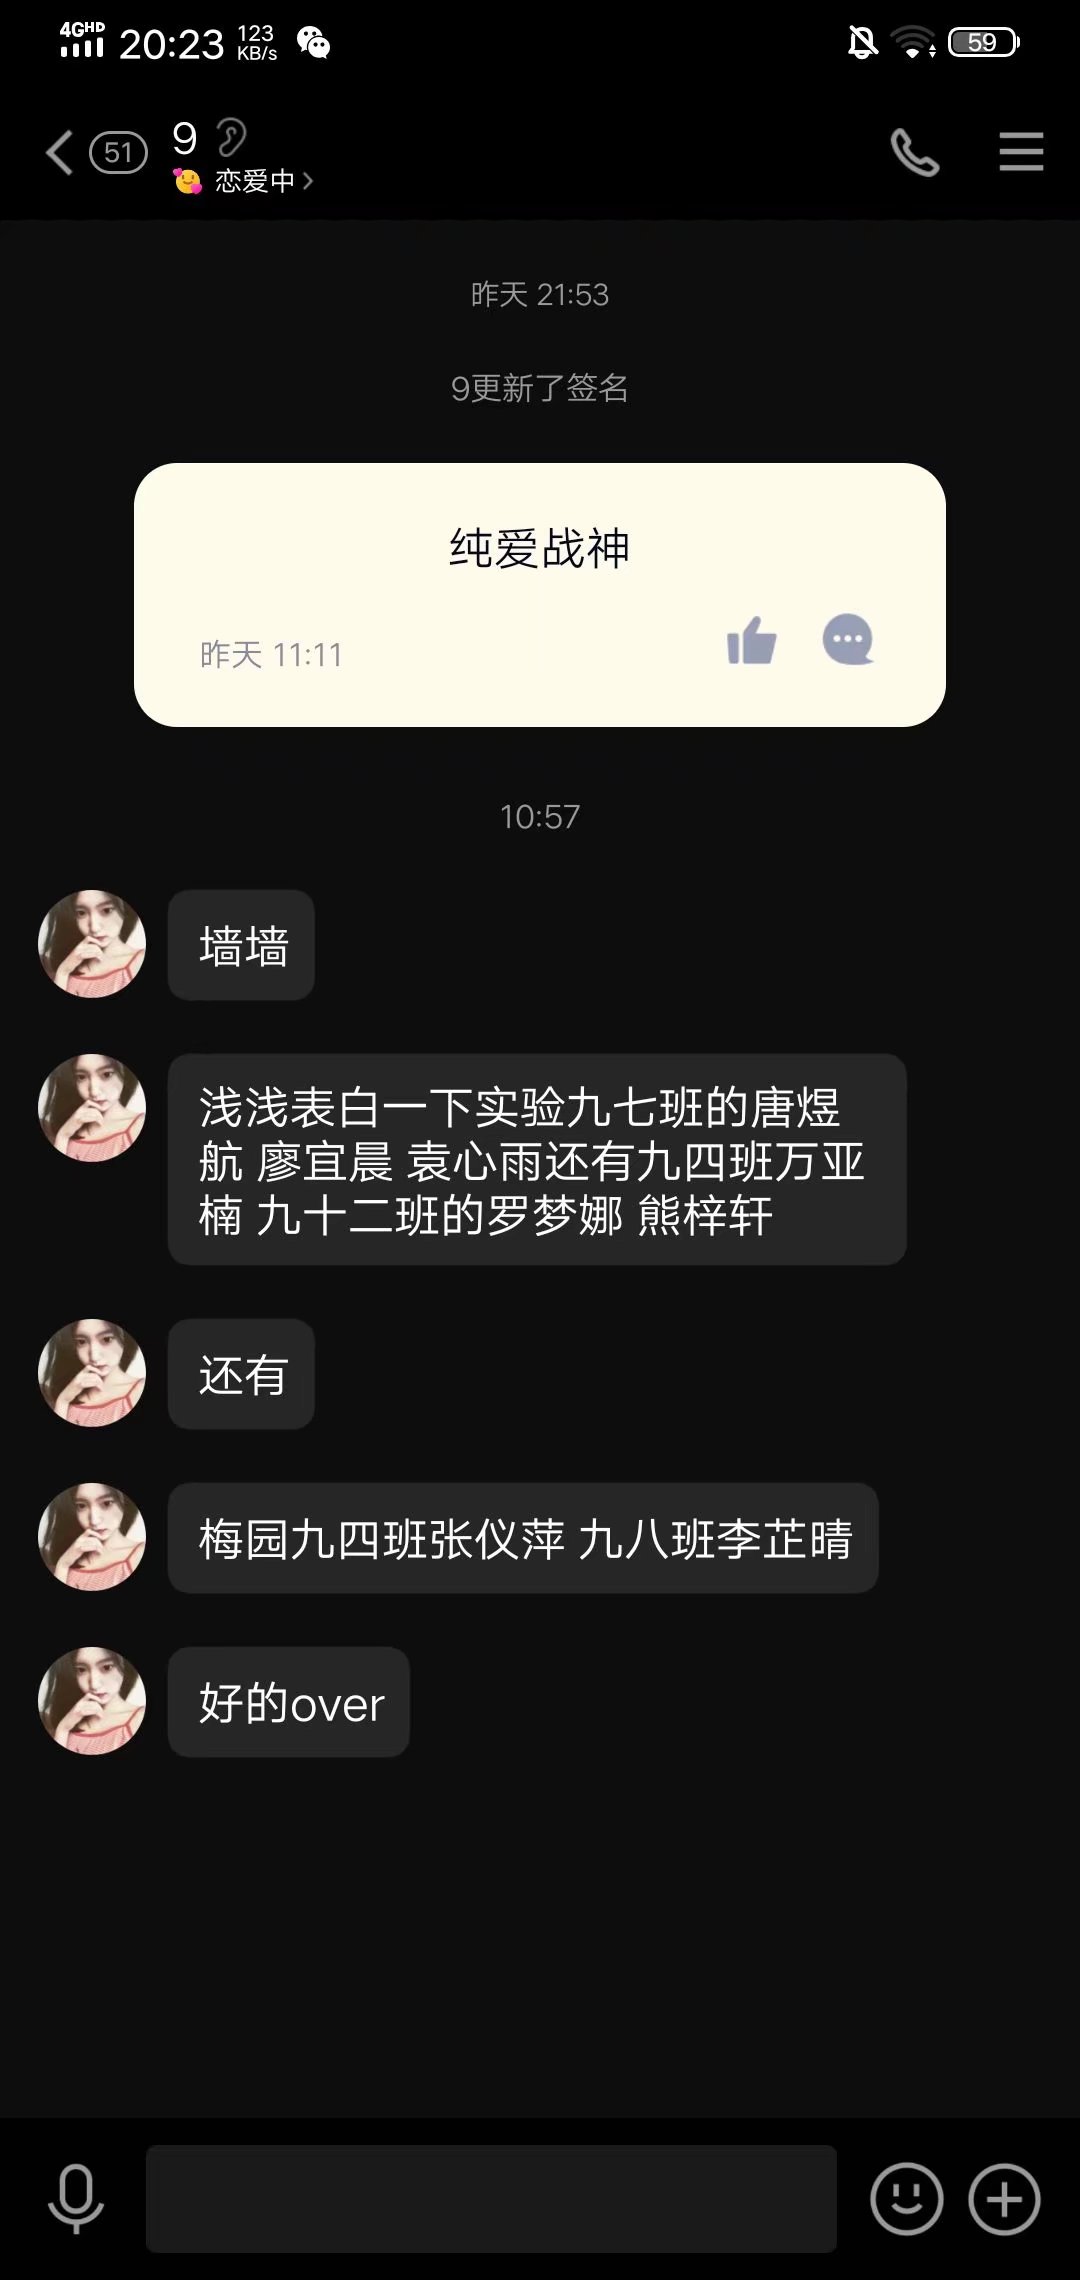 4GHD 20:23 123 KB/s 59
51 9
恋爱中
昨天 21:53
9更新了签名
纯爱战神
昨天 11:11
10:57
墙墙
浅浅表白一下实验九七班的唐煜
航 廖宜晨 袁心雨还有九四班万亚
楠 九十二班的罗梦娜 熊梓轩
还有
梅园九四班张仪萍 九八班李芷晴
好的over